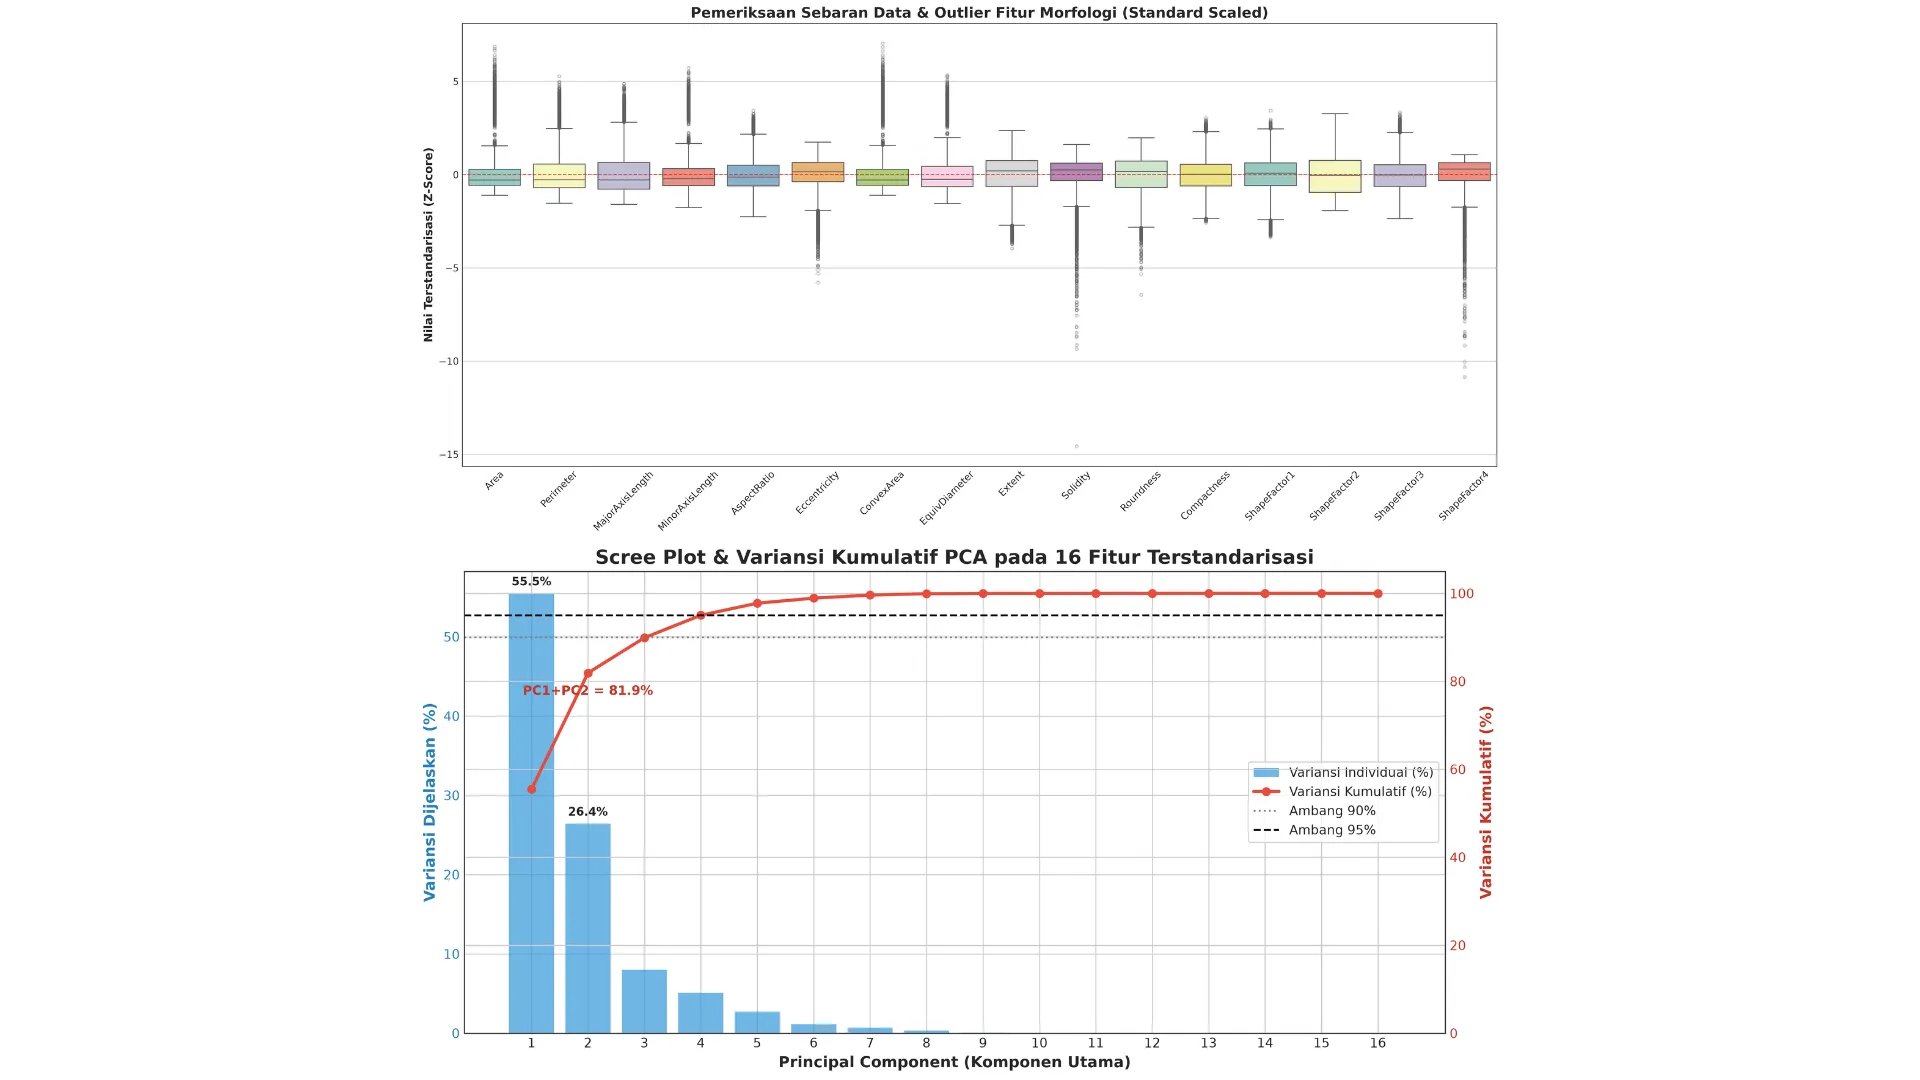 Pemeriksaan Sebaran Data & Outlier Fitur Morfologi (Standard Scaled)
Nilai Terstandarisasi (Z-Score)
5
0
−5
−10
−15
Area
Perimeter
MajorAxisLength
MinorAxisLength
AspectRatio
Eccentricity
ConvexArea
EquivDiameter
Extent
Solidity
Roundness
Compactness
ShapeFactor1
ShapeFactor2
ShapeFactor3
ShapeFactor4
Scree Plot & Variansi Kumulatif PCA pada 16 Fitur Terstandarisasi
Variansi Dijelaskan (%)
50
40
30
20
10
0
55.5%
26.4%
PC1+PC2 = 81.9%
Variansi Individual (%)
Variansi Kumulatif (%)
Ambang 90%
Ambang 95%
100
80
60
40
20
0
Variansi Kumulatif (%)
1 2 3 4 5 6 7 8 9 10 11 12 13 14 15 16
Principal Component (Komponen Utama)